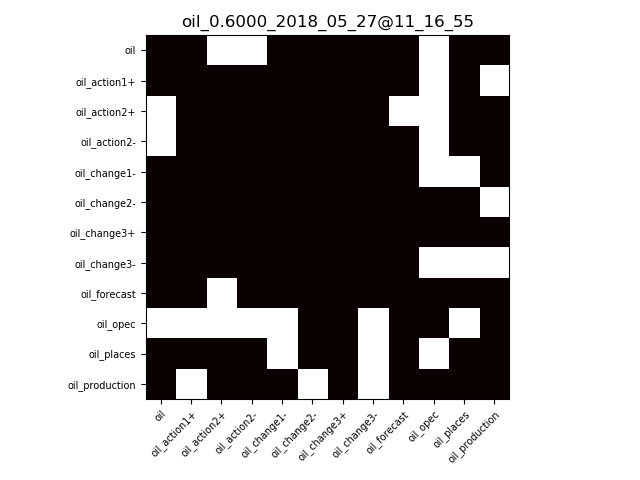 oil_0.6000_2018_05_27@11_16_55
oil
oil_action1+
oil_action2+
oil_action2-
oil_change1-
oil_change2-
oil_change3+
oil_change3-
oil_forecast
oil_opec
oil_places
oil_production
oil
oil_action1+
oil_action2+
oil_action2-
oil_change1-
oil_change2-
oil_change3+
oil_change3-
oil_forecast
oil_opec
oil_places
oil_production